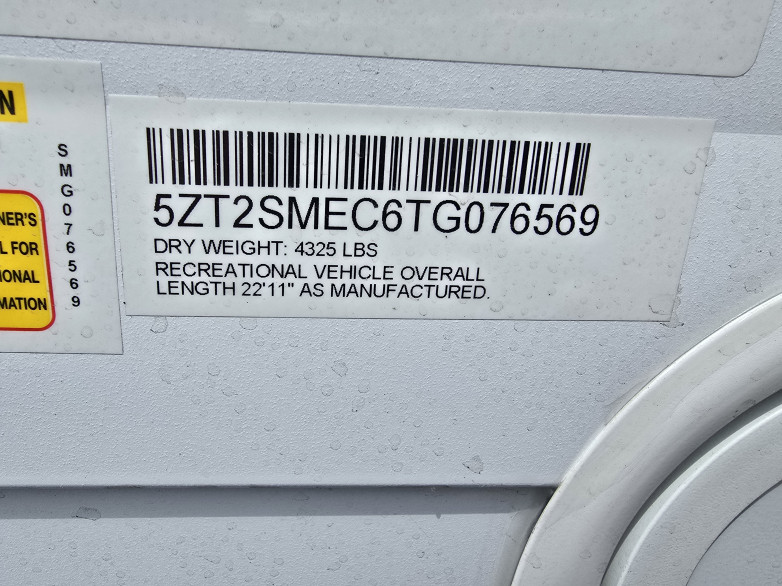 N
S
M
G
0
7
6
5
6
9
NER'S
L FOR
IONAL
MATION
5ZT2SMEC6TG076569
DRY WEIGHT: 4325 LBS
RECREATIONAL VEHICLE OVERALL
LENGTH 22'11" AS MANUFACTURED.